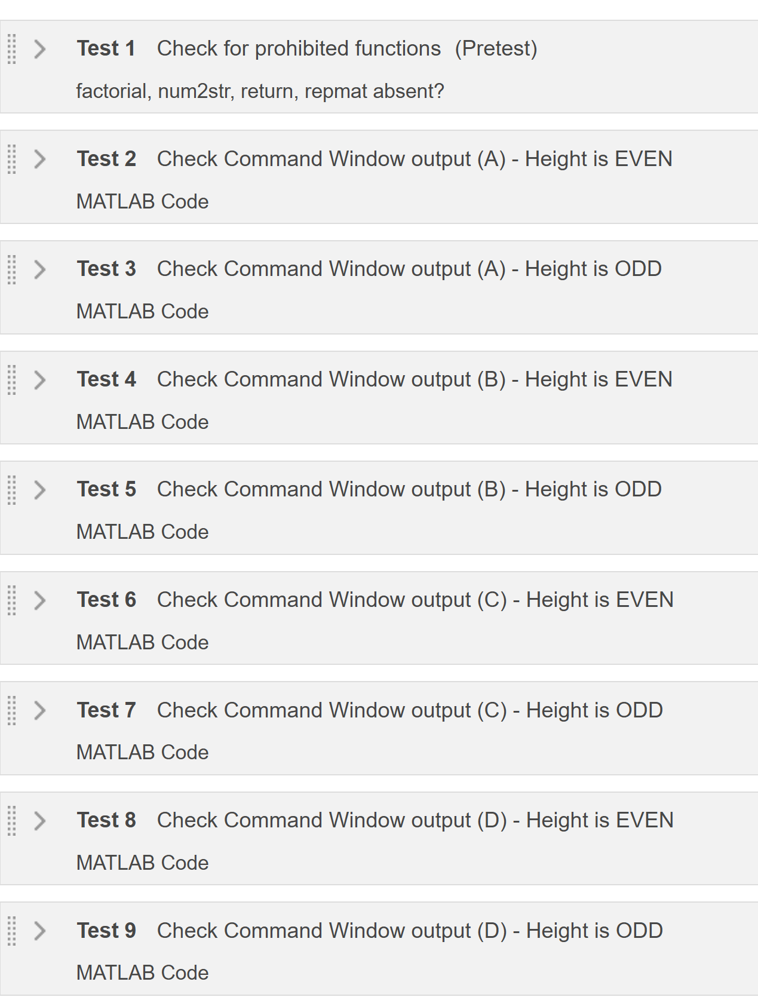 Test 1 Check for prohibited functions (Pretest)
factorial, num2str, return, repmat absent?
Test 2 Check Command Window output (A) - Height is EVEN
MATLAB Code
Test 3 Check Command Window output (A) - Height is ODD
MATLAB Code
Test 4 Check Command Window output (B) - Height is EVEN
MATLAB Code
Test 5 Check Command Window output (B) - Height is ODD
MATLAB Code
Test 6 Check Command Window output (C) - Height is EVEN
MATLAB Code
Test 7 Check Command Window output (C) - Height is ODD
MATLAB Code
Test 8 Check Command Window output (D) - Height is EVEN
MATLAB Code
Test 9 Check Command Window output (D) - Height is ODD
MATLAB Code